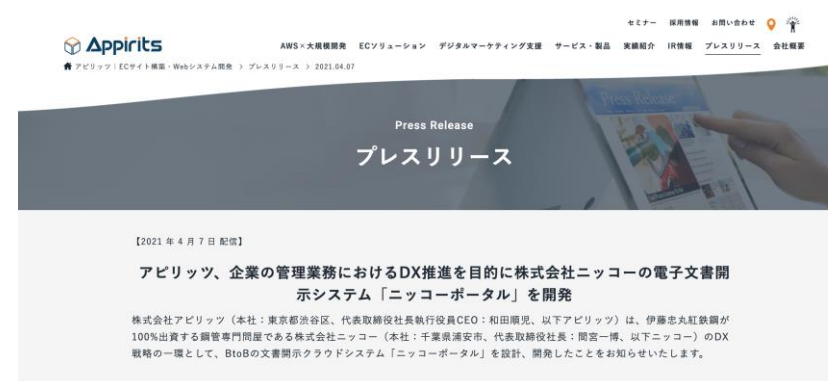 セミナー 採用情報 お問い合わせ
Appirits
AWS×大規模開発 ECソリューション デジタルマーケティング支援 サービス・製品 実績紹介 IR情報 プレスリリース 会社概要
アピリッツ｜ECサイト構築・Webシステム開発 > プレスリリース > 2021.04.07
Press Release
Press Release
プレスリリース
【2021 年 4 月 7 日 配信】
アピリッツ、企業の管理業務におけるDX推進を目的に株式会社ニッコーの電子文書開
示システム「ニッコーポータル」を開発
株式会社アピリッツ（本社：東京都渋谷区、代表取締役社長執行役員CEO：和田順児、以下アピリッツ）は、伊藤忠丸紅鉄鋼が
100%出資する鋼管専門問屋である株式会社ニッコー（本社：千葉県浦安市、代表取締役社長：間宮一博、以下ニッコー）のDX
戦略の一環として、BtoBの文書開示クラウドシステム「ニッコーポータル」を設計、開発したことをお知らせいたします。